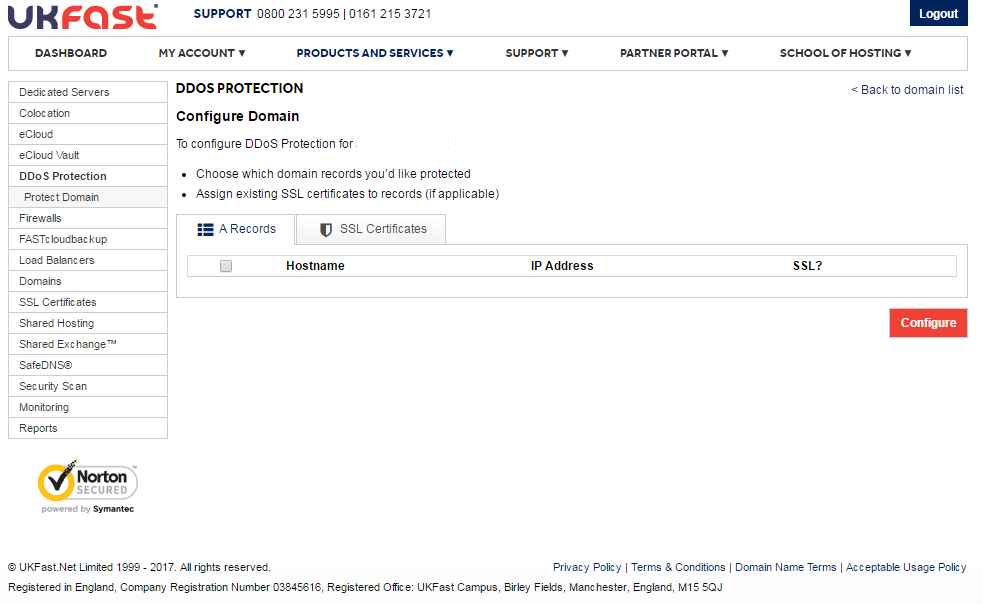 UKFAST
SUPPORT 0800 231 5995 | 0161 215 3721
Logout
DASHBOARD MY ACCOUNT ▼ PRODUCTS AND SERVICES ▼ SUPPORT ▼ PARTNER PORTAL ▼ SCHOOL OF HOSTING ▼
Dedicated Servers
Colocation
eCloud
eCloud Vault
DDoS Protection
Protect Domain
Firewalls
FASTcloudbackup
Load Balancers
Domains
SSL Certificates
Shared Hosting
Shared Exchange™
SafeDNS®
Security Scan
Monitoring
Reports
Norton™
SECURED
powered by Symantec
DDOS PROTECTION
< Back to domain list
Configure Domain
To configure DDoS Protection for
• Choose which domain records you'd like protected
• Assign existing SSL certificates to records (if applicable)
A Records SSL Certificates
Hostname IP Address SSL?
Configure
© UKFast.Net Limited 1999 - 2017. All rights reserved.
Privacy Policy | Terms & Conditions | Domain Name Terms | Acceptable Usage Policy
Registered in England, Company Registration Number 03845616, Registered Office: UKFast Campus, Birley Fields, Manchester, England, M15 5QJ